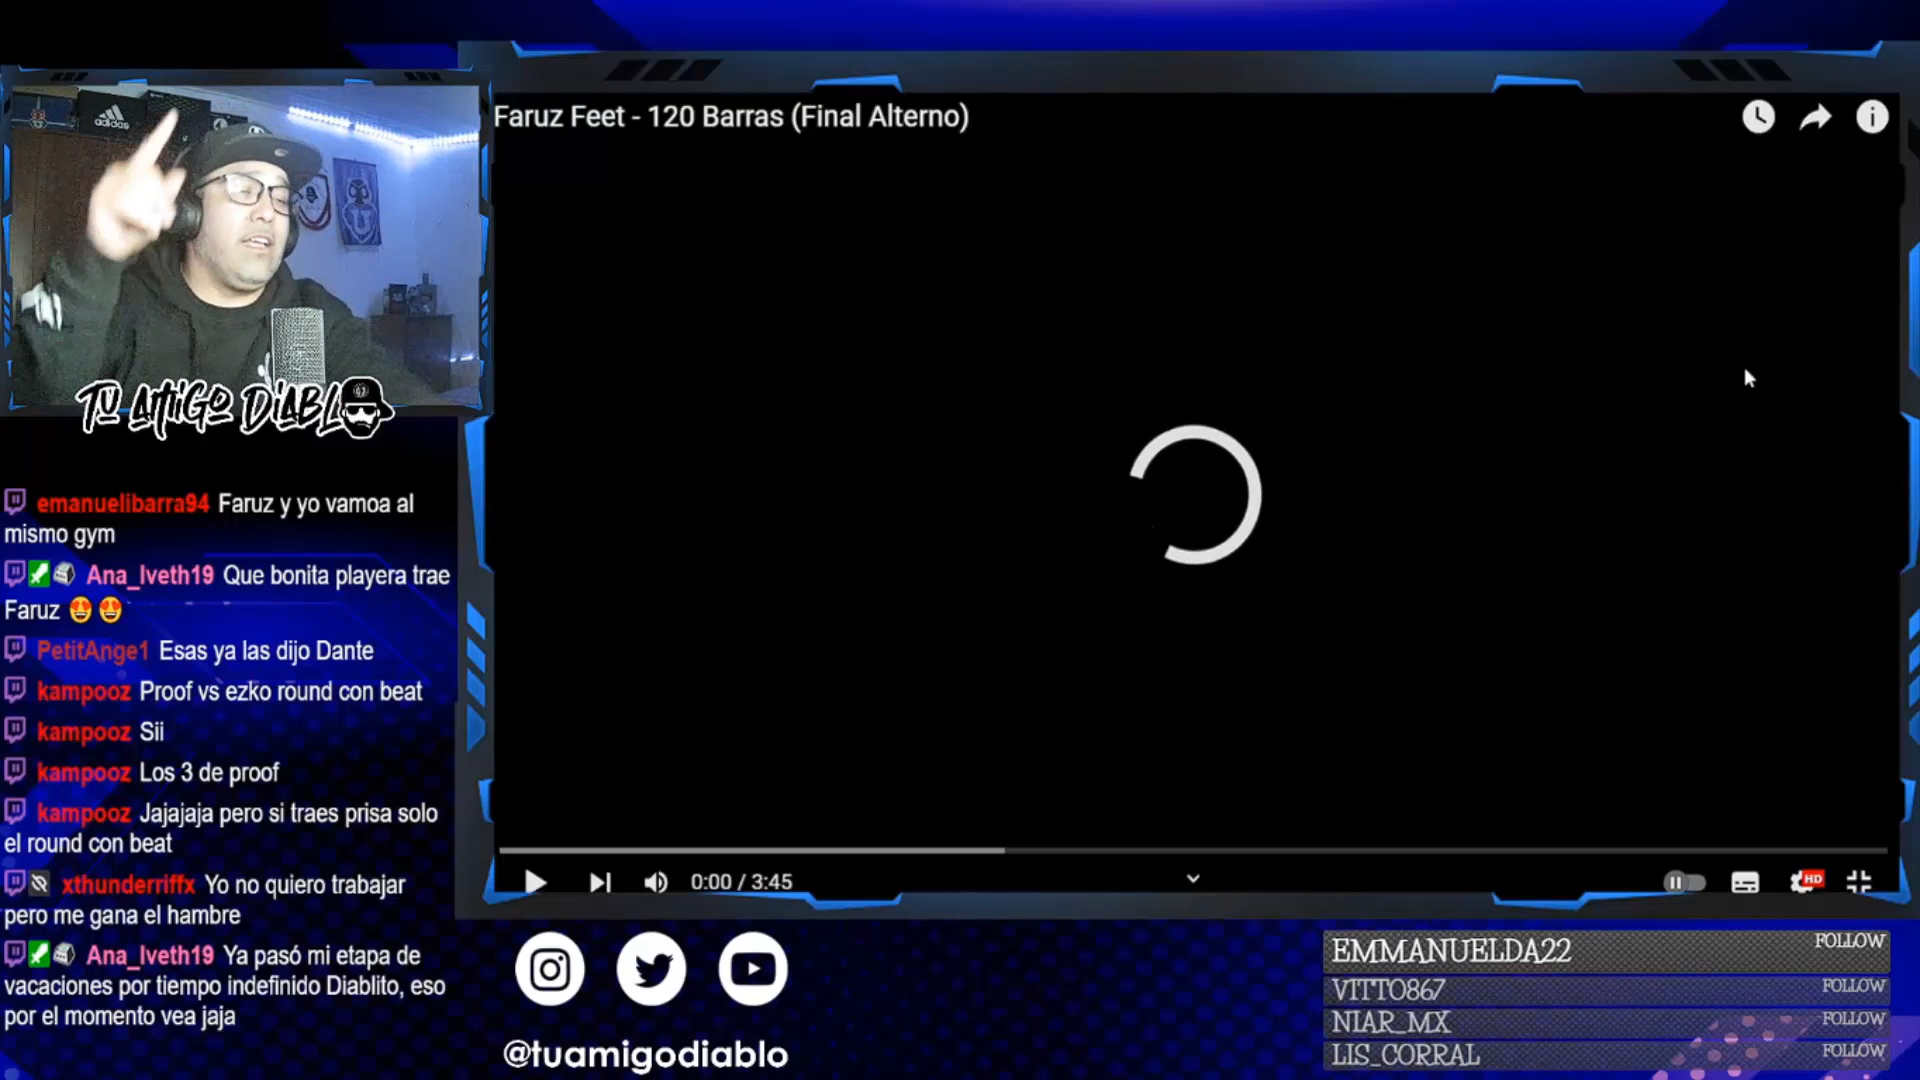 Faruz Feet - 120 Barras (Final Alterno)
adidas
TU AMIGO DIABLO
emanuelibarra94 Faruz y yo vamoa al
mismo gym
Ana_Iveth19 Que bonita playera trae
Faruz 😍 😍
PetitAnge1 Esas ya las dijo Dante
kampooz Proof vs ezko round con beat
kampooz Sii
kampooz Los 3 de proof
kampooz Jajajaja pero si traes prisa solo
el round con beat
xthunderriffx Yo no quiero trabajar
pero me gana el hambre
Ana_Iveth19 Ya pasó mi etapa de
vacaciones por tiempo indefinido Diablito, eso
por el momento vea jaja
0:00 / 3:45
HD
@tuamigodiablo
EMMANUELDA22 FOLLOW
VITTO867 FOLLOW
NIAR_MX FOLLOW
LIS_CORRAL FOLLOW